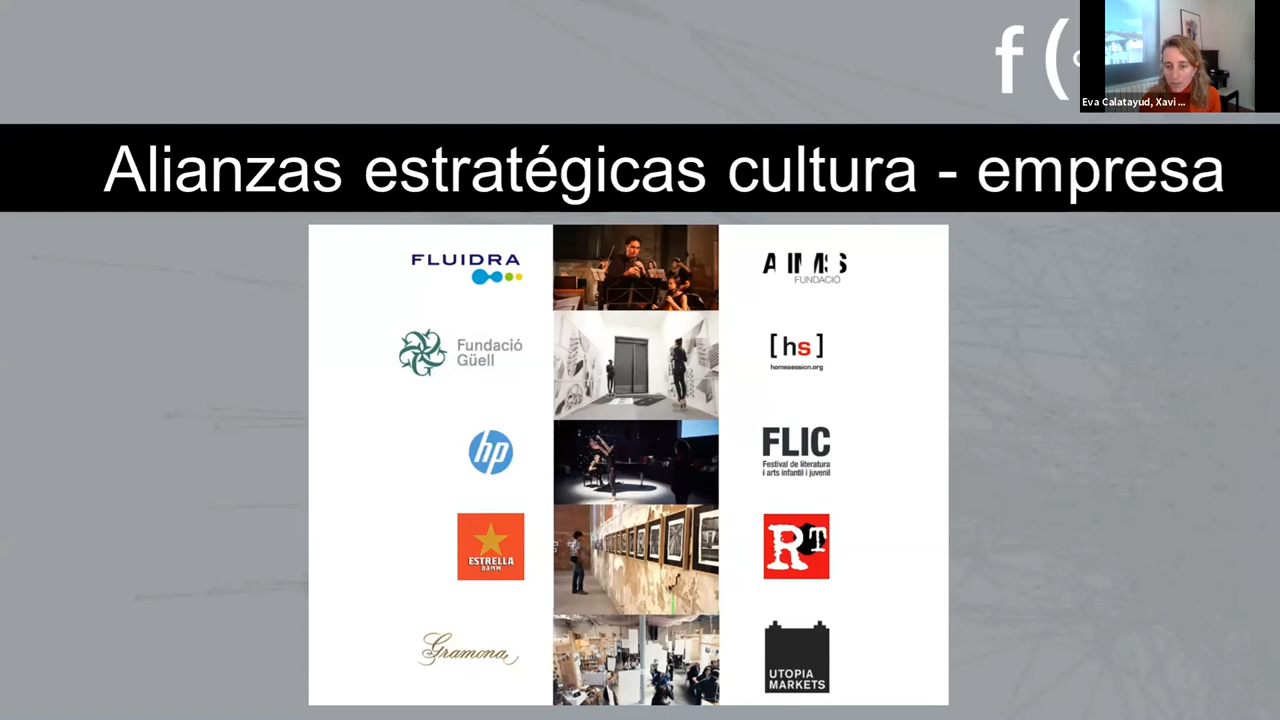 f (
Eva Calatayud, Xavi ...
Alianzas estratégicas cultura - empresa
FLUIDRA
AIMS
FUNDACIÓ
Fundació
Güell
[hs]
homesession.org
hp
FLIC
Festival de literatura
i arts infantil i juvenil
ESTRELLA
DAMM
RT
Gramona
UTOPIA
MARKETS